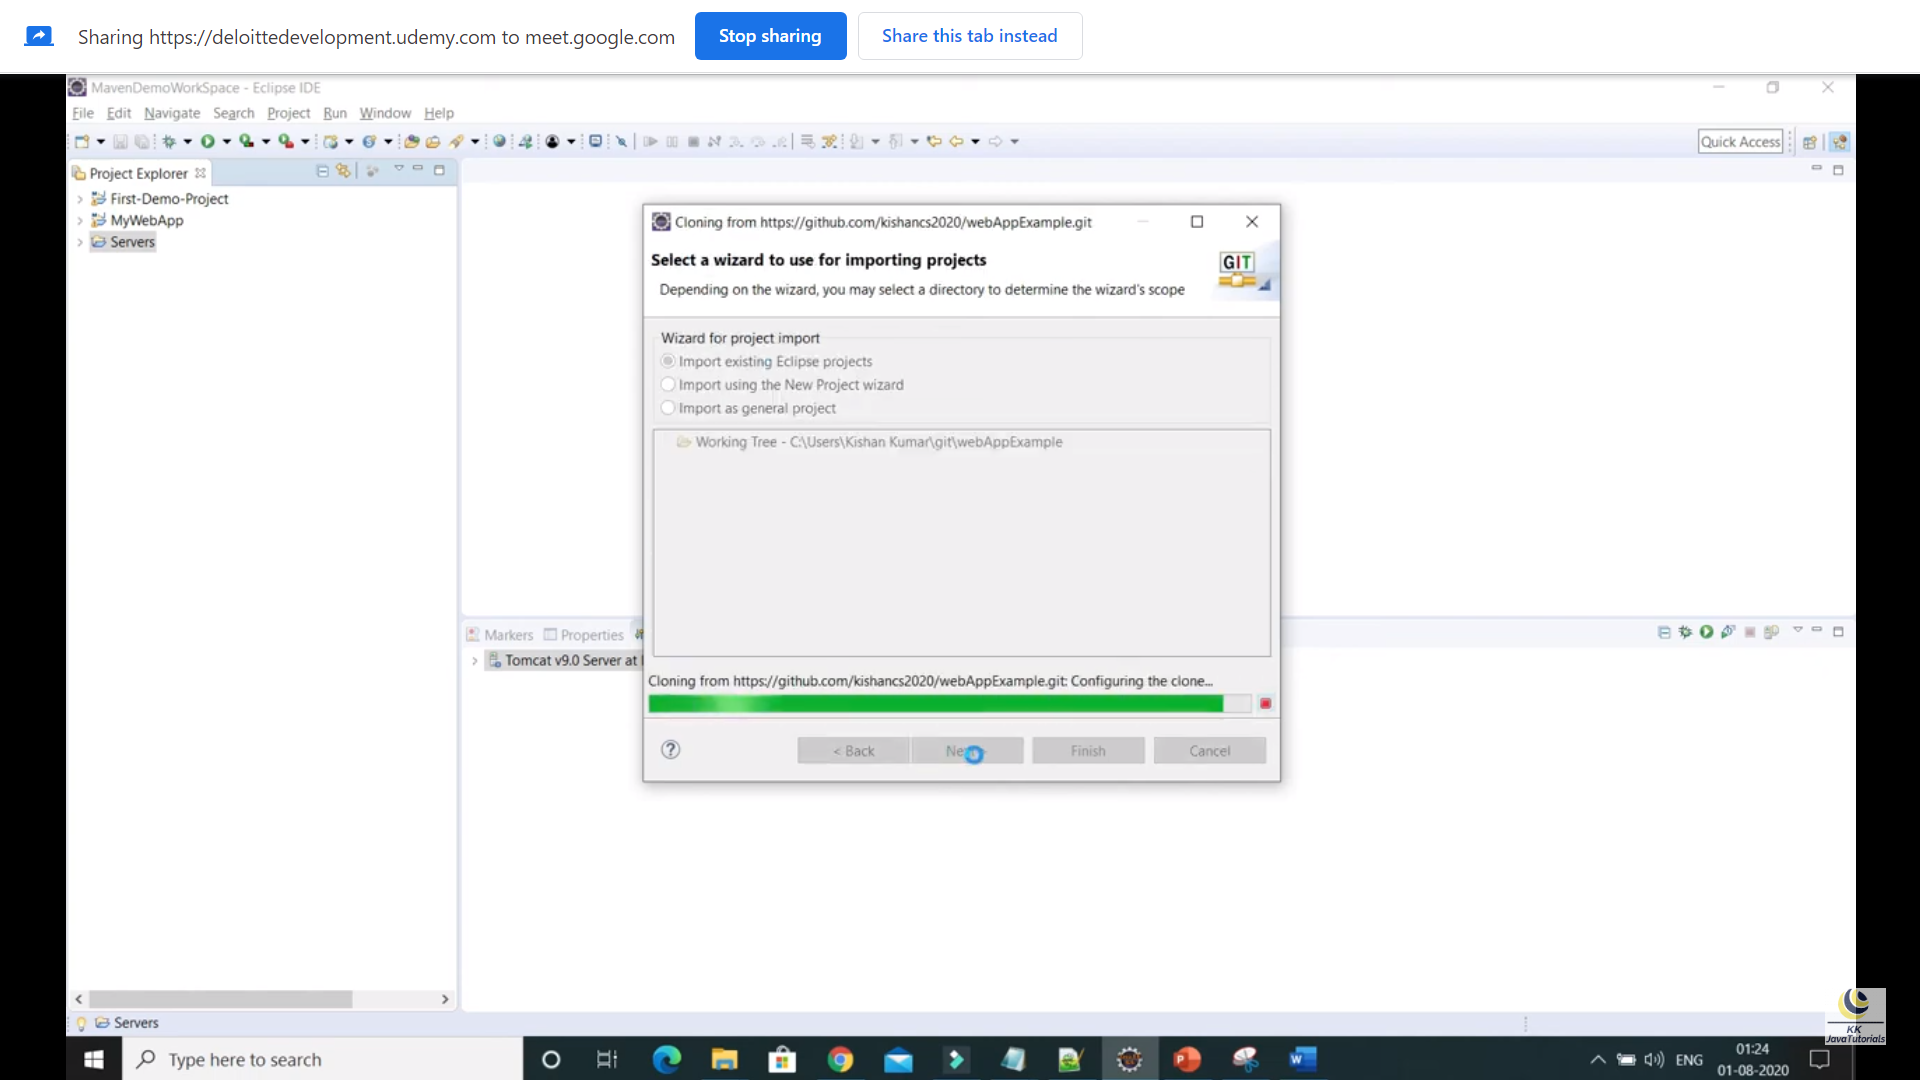 Sharing https://deloittedevelopment.udemy.com to meet.google.com
Stop sharing
Share this tab instead
MavenDemoWorkSpace - Eclipse IDE
File Edit Navigate Search Project Run Window Help
Quick Access
Project Explorer
First-Demo-Project
MyWebApp
Servers
Cloning from https://github.com/kishancs2020/webAppExample.git
Select a wizard to use for importing projects
Depending on the wizard, you may select a directory to determine the wizard's scope
GIT
Wizard for project import
Import existing Eclipse projects
Import using the New Project wizard
Import as general project
Working Tree - C:\Users\Kishan Kumar\git\webAppExample
Markers Properties
Tomcat v9.0 Server at
Cloning from https://github.com/kishancs2020/webAppExample.git: Configuring the clone...
< Back
Finish
Cancel
Servers
KK
JavaTutorials
Type here to search
ENG
01:24
01-08-2020